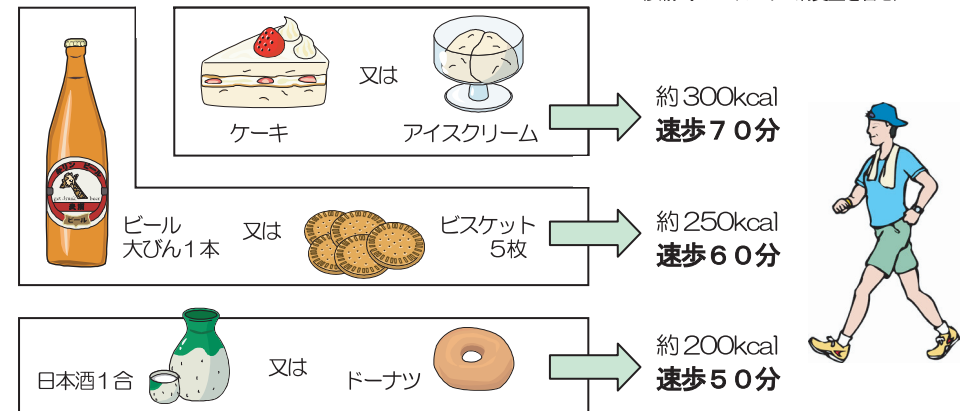 ケーキ
又は
アイスクリーム
約300kcal
速歩７０分
ビール
大びん１本
又は
ビスケット
5枚
約250kcal
速歩６０分
日本酒１合
又は
ドーナツ
約200kcal
速歩５０分
ビール